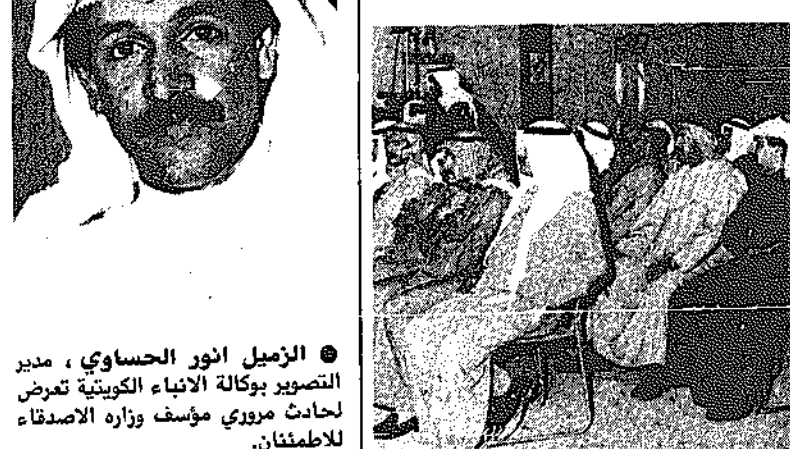 ● الزميل انور الحساوي ، مدير
التصوير بوكالة الانباء الكويتية تعرض
لحادث مروري مؤسف وزاره الاصدقاء
للاطمئنان.